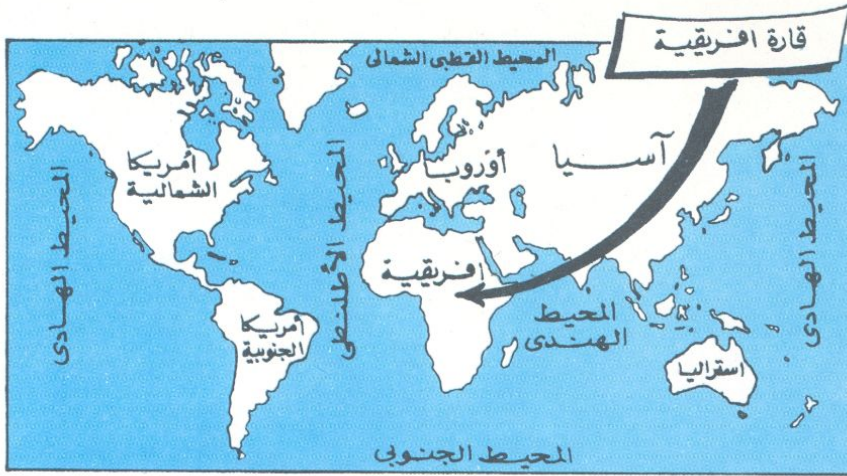 قارة افريقية
المحيط القطبى الشمالى
آسيا
أوروبا
أمريكا
الشمالية
المحيط الهادى
المحيط الأطلنطى
المحيط الهادى
إفريقية
المحيط
الهندى
أمريكا
الجنوبية
استراليا
المحيط الجنوبى